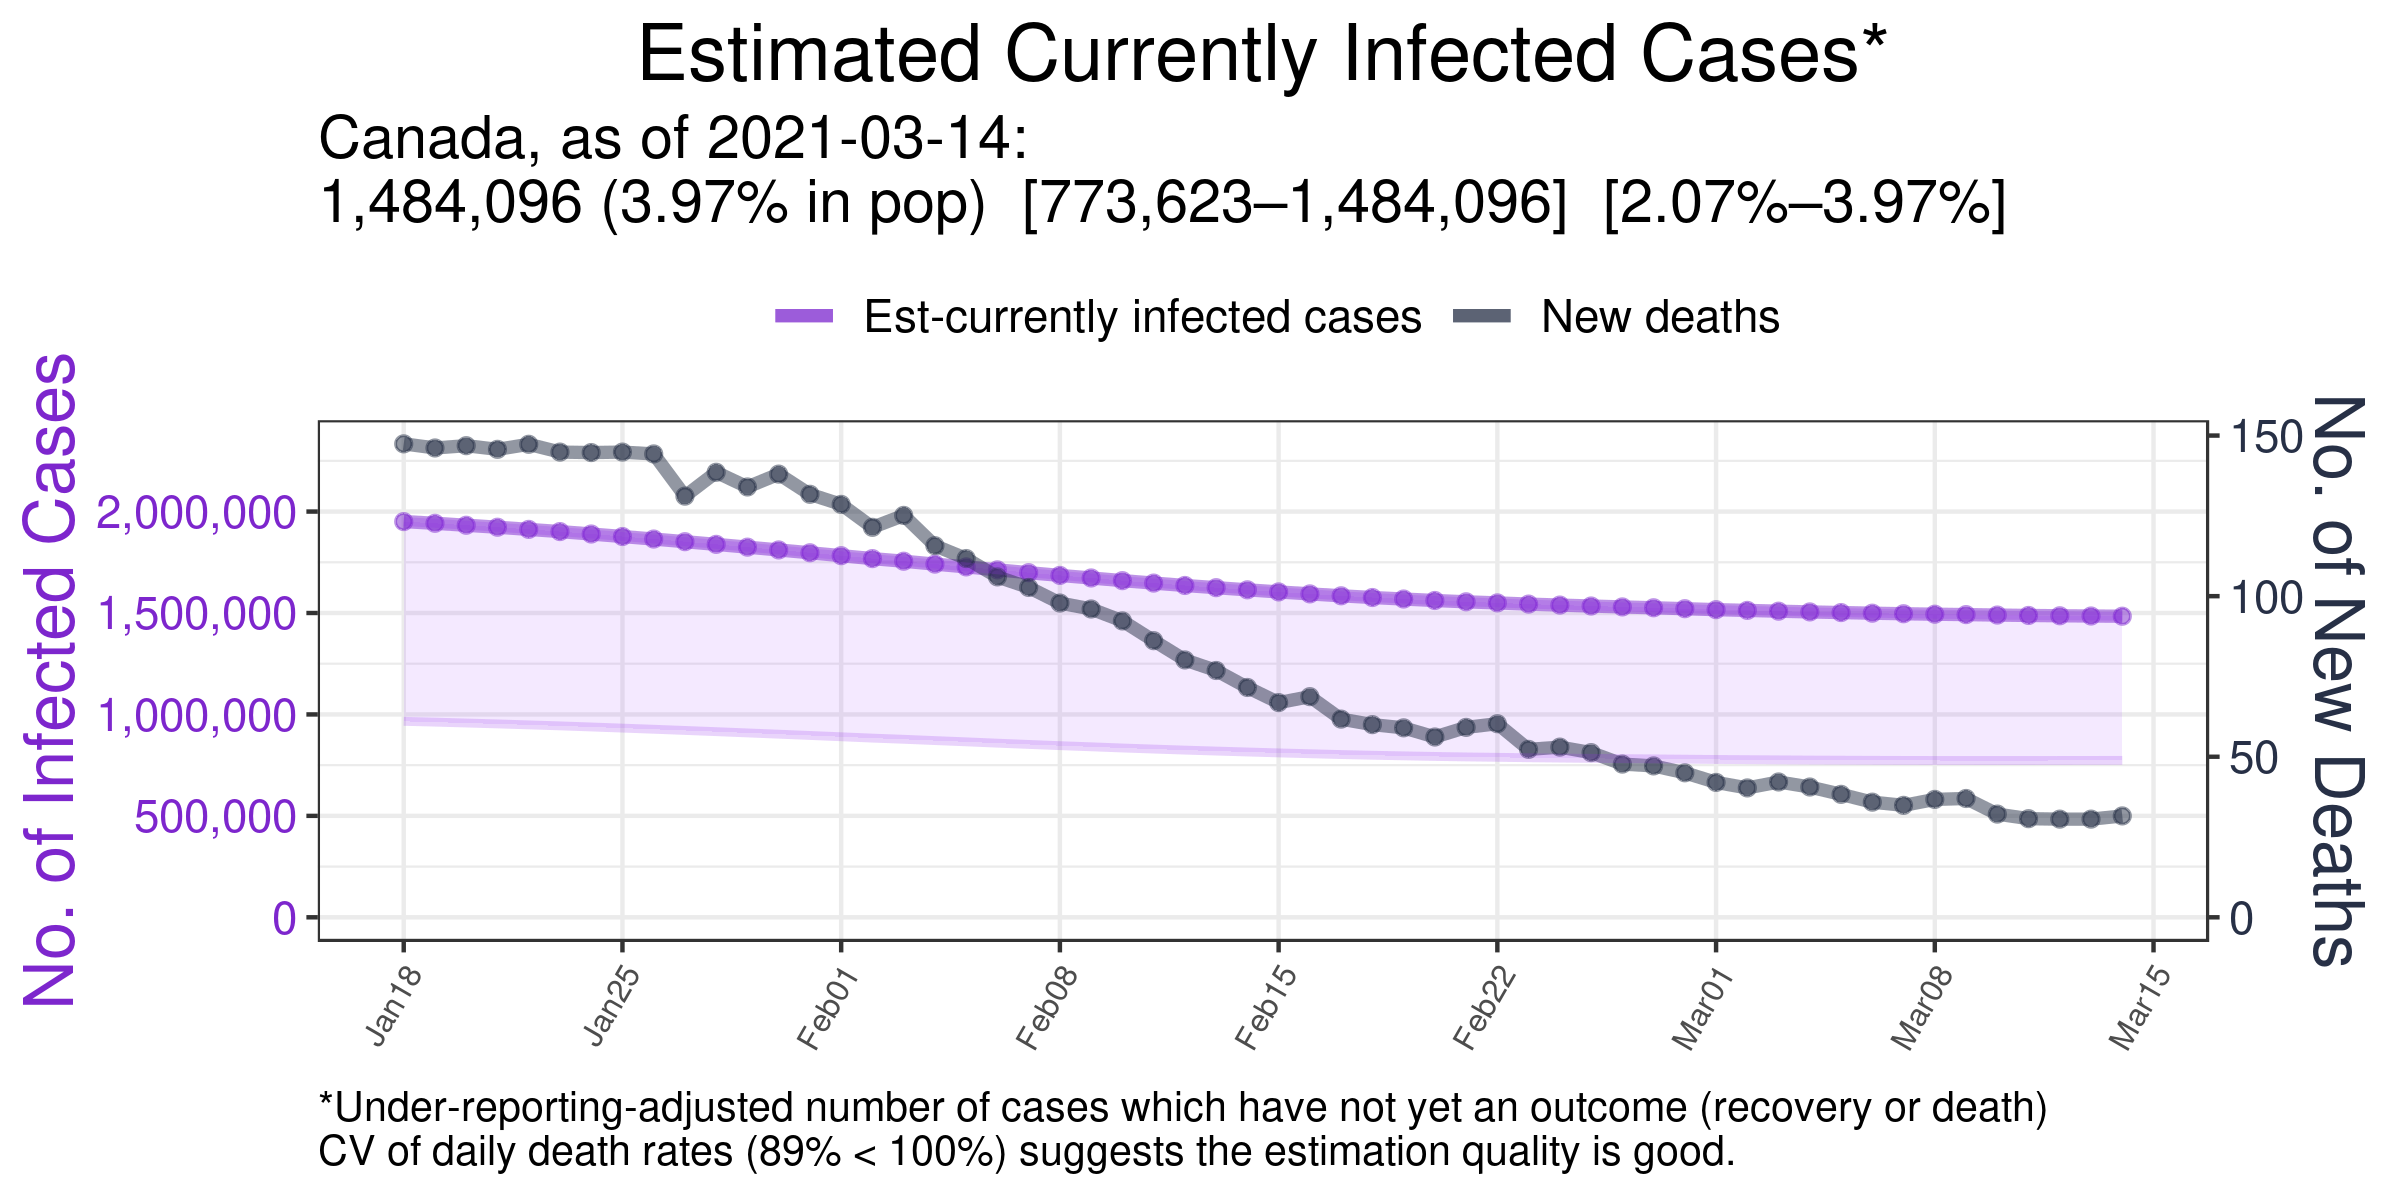 Estimated Currently Infected Cases*
Canada, as of 2021-03-14:
1,484,096 (3.97% in pop)  [773,623–1,484,096]  [2.07%–3.97%]
Est-currently infected cases
New deaths
No. of Infected Cases
2,000,000
1,500,000
1,000,000
500,000
0
150
100
50
0
No. of New Deaths
Jan18
Jan25
Feb01
Feb08
Feb15
Feb22
Mar01
Mar08
Mar15
*Under-reporting-adjusted number of cases which have not yet an outcome (recovery or death)
CV of daily death rates (89% < 100%) suggests the estimation quality is good.